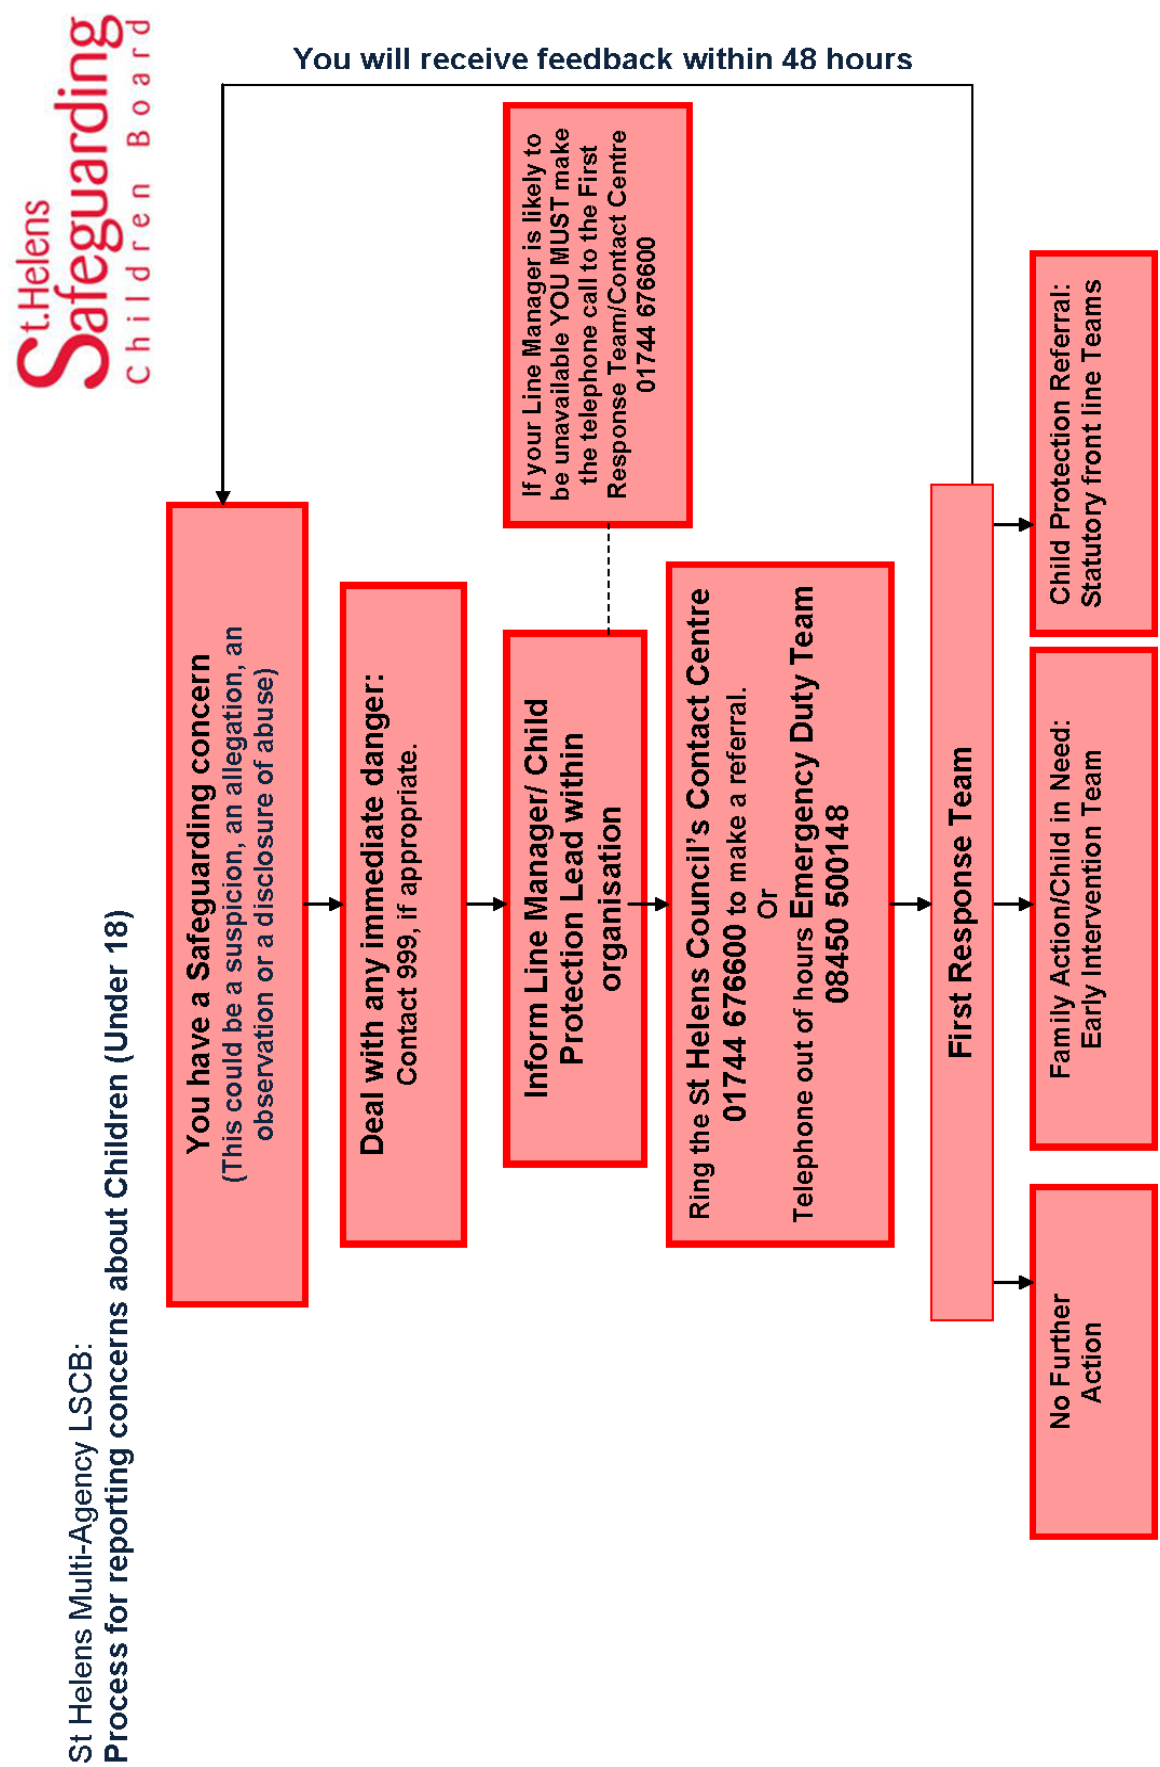 St.Helens
Safeguarding
Children Board
St Helens Multi-Agency LSCB:
Process for reporting concerns about Children (Under 18)
You will receive feedback within 48 hours
You have a Safeguarding concern
(This could be a suspicion, an allegation, an
observation or a disclosure of abuse)
Deal with any immediate danger:
Contact 999, if appropriate.
Inform Line Manager/ Child
Protection Lead within
organisation
If your Line Manager is likely to
be unavailable YOU MUST make
the telephone call to the First
Response Team/Contact Centre
01744 676600
Ring the St Helens Council's Contact Centre
01744 676600 to make a referral.
Or
Telephone out of hours Emergency Duty Team
08450 500148
First Response Team
No Further
Action
Family Action/Child in Need:
Early Intervention Team
Child Protection Referral:
Statutory front line Teams